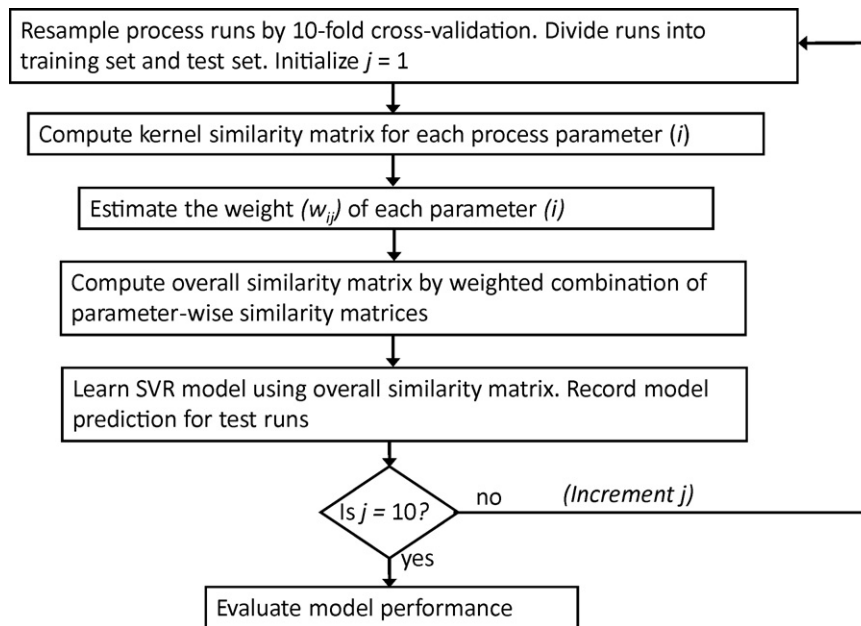 Resample process runs by 10-fold cross-validation. Divide runs into
training set and test set. Initialize j = 1
Compute kernel similarity matrix for each process parameter (i)
Estimate the weight (wij) of each parameter (i)
Compute overall similarity matrix by weighted combination of
parameter-wise similarity matrices
Learn SVR model using overall similarity matrix. Record model
prediction for test runs
Is j = 10?
no
(Increment j)
yes
Evaluate model performance